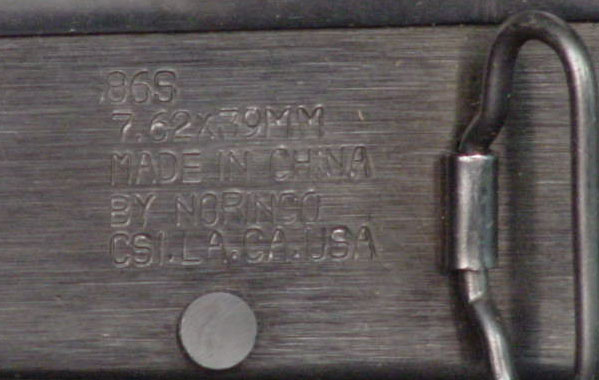 86S
7.62X39MM
MADE IN CHINA
BY NORINCO
CSI.LA.CA.USA